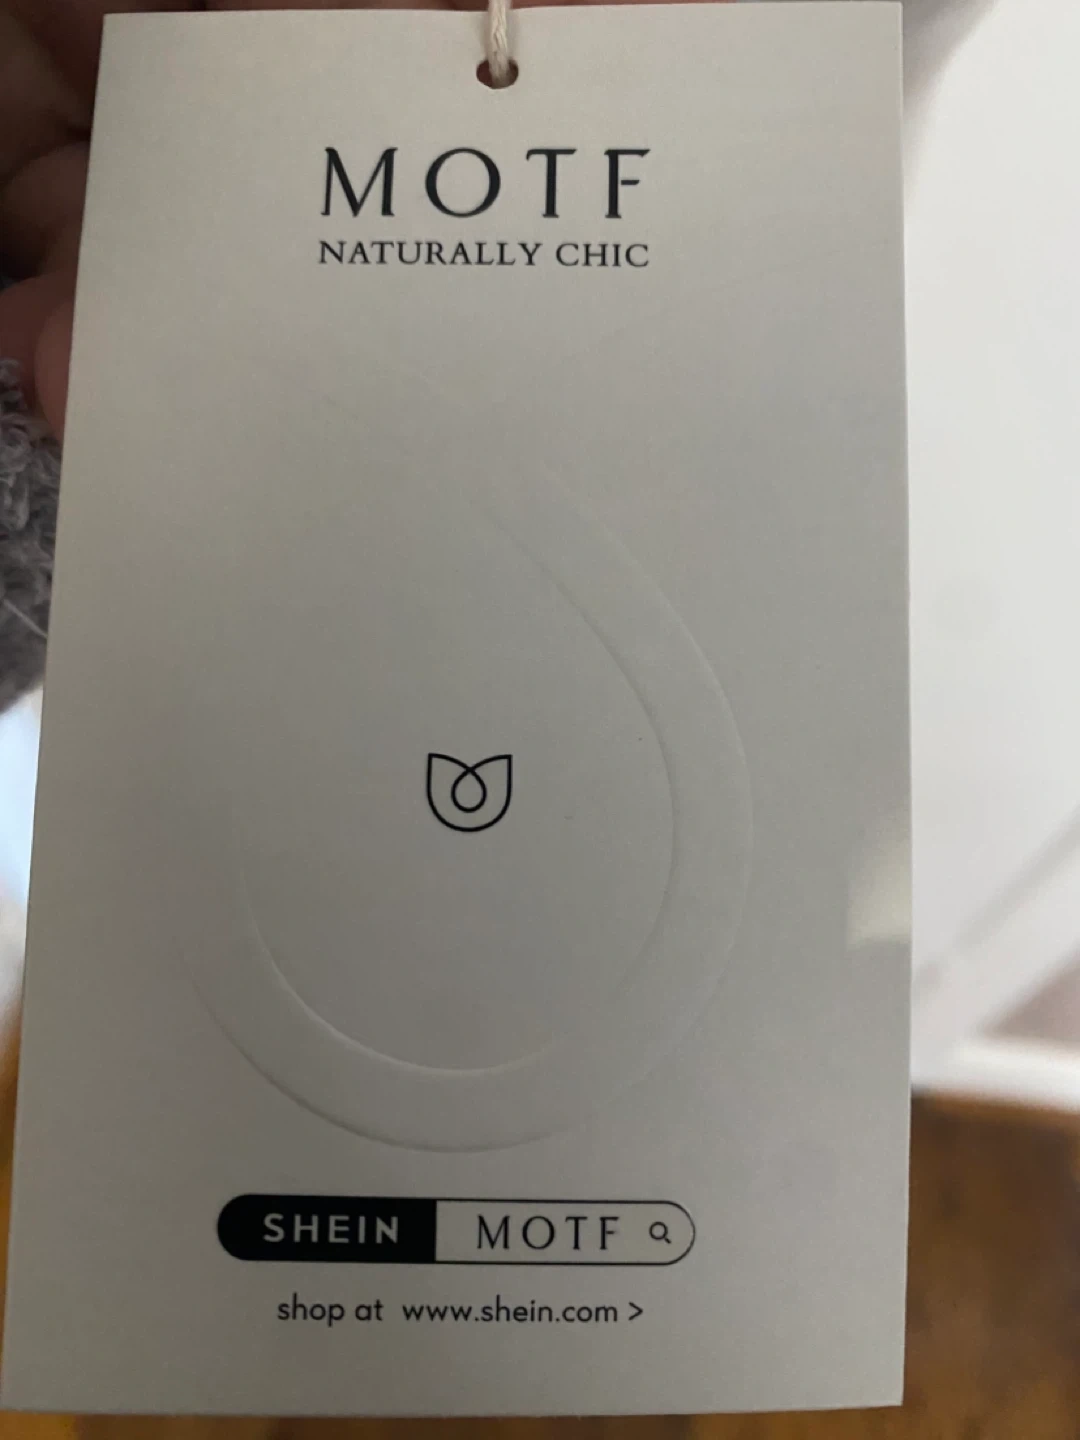 MOTF
NATURALLY CHIC
SHEIN MOTF
shop at www.shein.com >